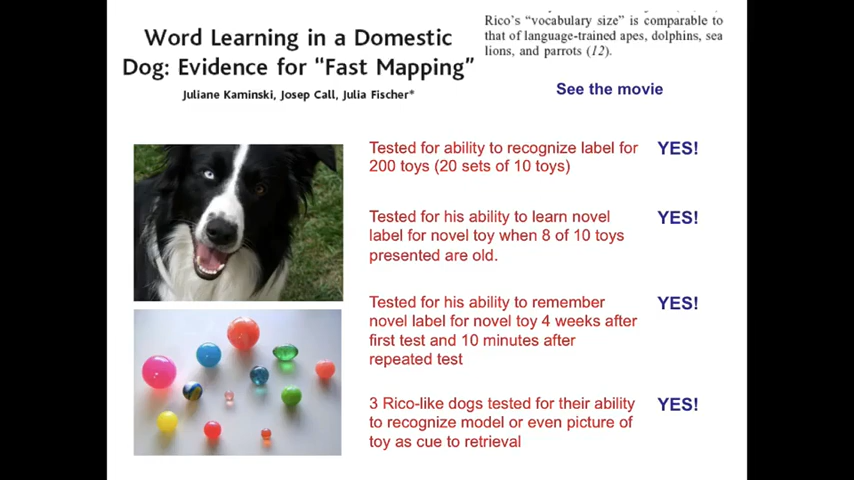 Word Learning in a Domestic
Dog: Evidence for “Fast Mapping”
Juliane Kaminski, Josep Call, Julia Fischer*
Rico’s “vocabulary size” is comparable to
that of language-trained apes, dolphins, sea
lions, and parrots (12).
See the movie
Tested for ability to recognize label for
200 toys (20 sets of 10 toys)
YES!
Tested for his ability to learn novel
label for novel toy when 8 of 10 toys
presented are old.
YES!
Tested for his ability to remember
novel label for novel toy 4 weeks after
first test and 10 minutes after
repeated test
YES!
3 Rico-like dogs tested for their ability
to recognize model or even picture of
toy as cue to retrieval
YES!